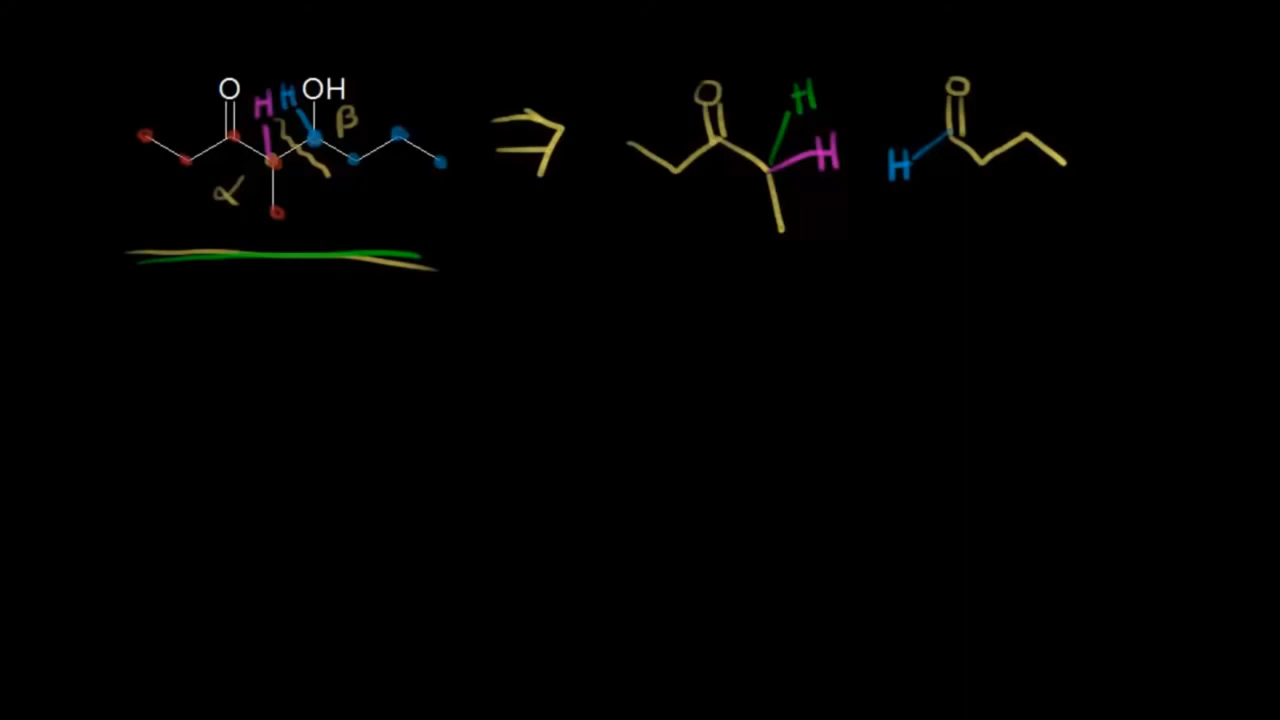 O H H OH β
α
O H H
H O